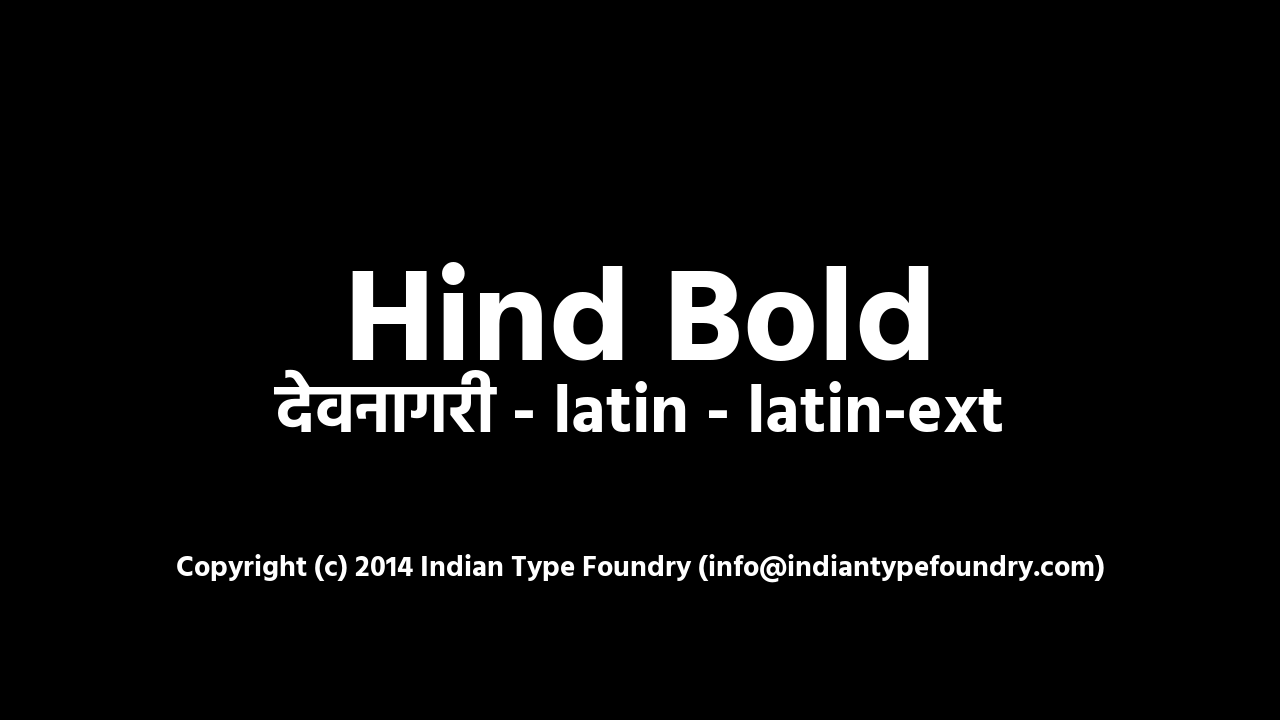 Hind Bold
देवनागरी - latin - latin-ext
Copyright (c) 2014 Indian Type Foundry (info@indiantypefoundry.com)